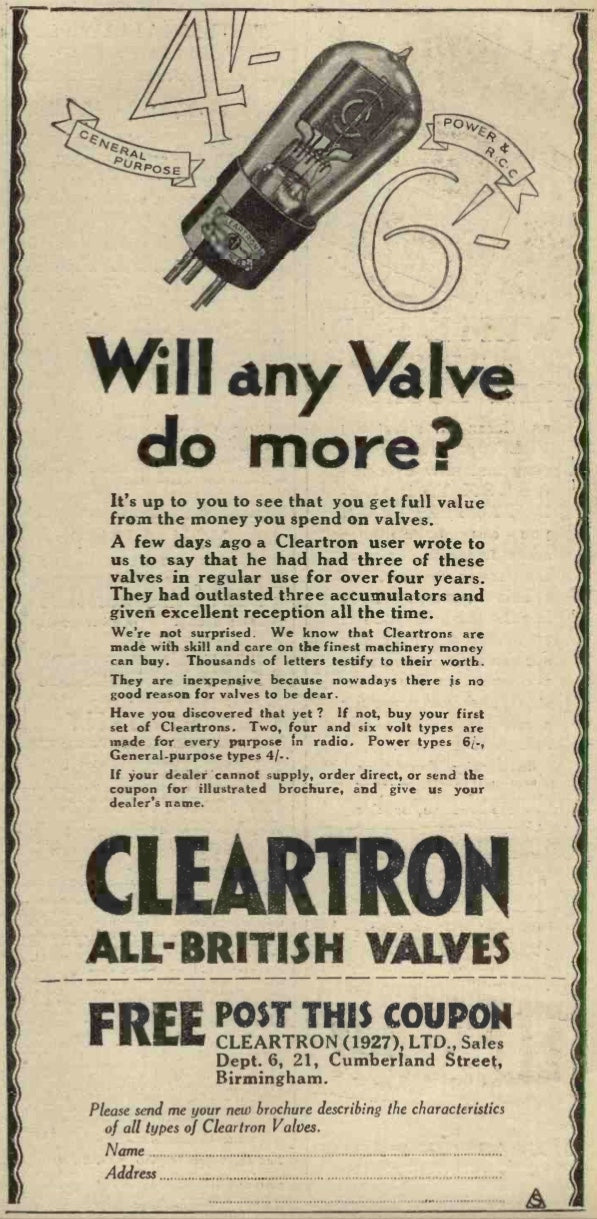 4/-
GENERAL
PURPOSE
POWER &
R.C.C
6/-
CLEARTRON
Will any Valve
do more?
It's up to you to see that you get full value
from the money you spend on valves.
A few days ago a Cleartron user wrote to
us to say that he had had three of these
valves in regular use for over four years.
They had outlasted three accumulators and
given excellent reception all the time.
We're not surprised. We know that Cleartrons are
made with skill and care on the finest machinery money
can buy. Thousands of letters testify to their worth.
They are inexpensive because nowadays there is no
good reason for valves to be dear.
Have you discovered that yet? If not, buy your first
set of Cleartrons. Two, four and six volt types are
made for every purpose in radio. Power types 6/-,
General-purpose types 4/-.
If your dealer cannot supply, order direct, or send the
coupon for illustrated brochure, and give us your
dealer's name.
CLEARTRON
ALL-BRITISH VALVES
FREE POST THIS COUPON
CLEARTRON (1927), LTD., Sales
Dept. 6, 21, Cumberland Street,
Birmingham.
Please send me your new brochure describing the characteristics
of all types of Cleartron Valves.
Name
Address
S